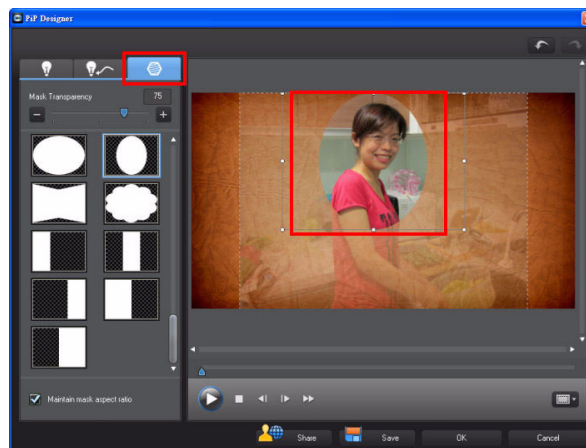 PiP Designer
Mask Transparency
75
Maintain mask aspect ratio
Share
Save
OK
Cancel